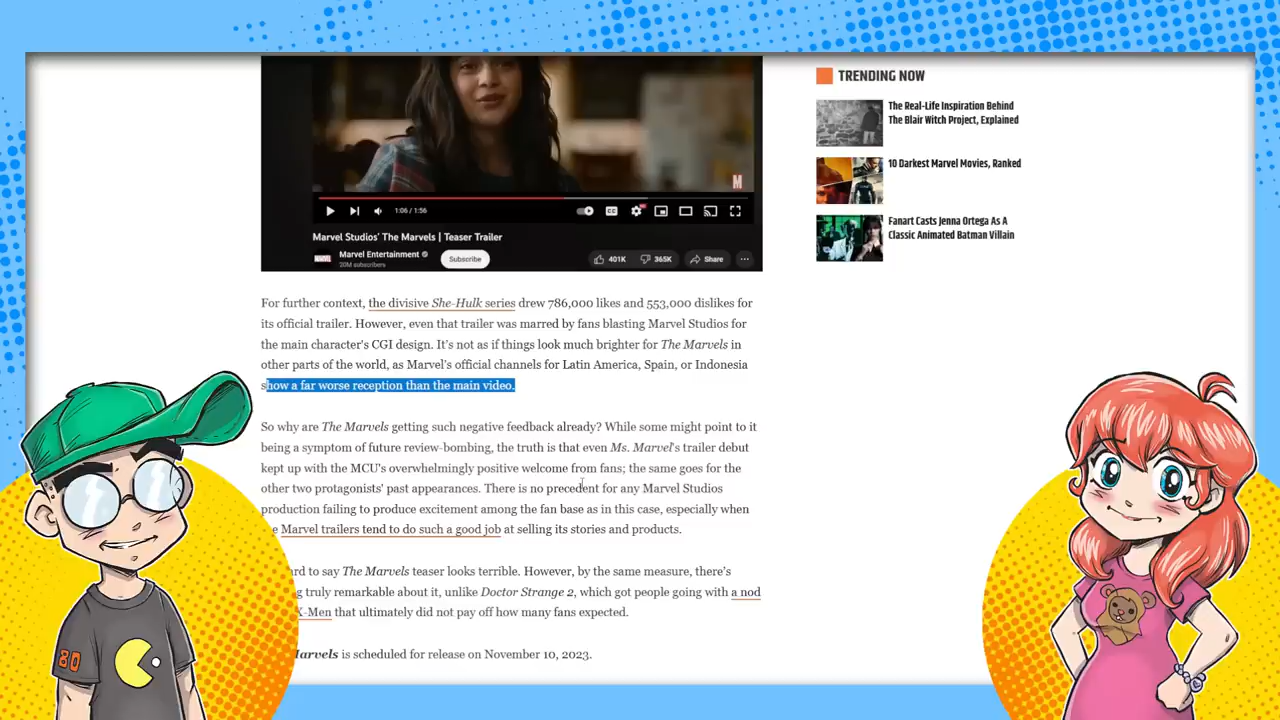 TRENDING NOW
The Real-Life Inspiration Behind
The Blair Witch Project, Explained
10 Darkest Marvel Movies, Ranked
Fanart Casts Jenna Ortega As A
Classic Animated Batman Villain
M
CC
1:06 / 1:56
Marvel Studios' The Marvels | Teaser Trailer
MARVEL
Marvel Entertainment
20M subscribers
Subscribe
401K
365K
Share
For further context, the divisive She-Hulk series drew 786,000 likes and 553,000 dislikes for
its official trailer. However, even that trailer was marred by fans blasting Marvel Studios for
the main character's CGI design. It's not as if things look much brighter for The Marvels in
other parts of the world, as Marvel's official channels for Latin America, Spain, or Indonesia
show a far worse reception than the main video.
So why are The Marvels getting such negative feedback already? While some might point to it
being a symptom of future review-bombing, the truth is that even Ms. Marvel's trailer debut
kept up with the MCU's overwhelmingly positive welcome from fans; the same goes for the
other two protagonists' past appearances. There is no precedent for any Marvel Studios
production failing to produce excitement among the fan base as in this case, especially when
e Marvel trailers tend to do such a good job at selling its stories and products.
ard to say The Marvels teaser looks terrible. However, by the same measure, there's
g truly remarkable about it, unlike Doctor Strange 2, which got people going with a nod
X-Men that ultimately did not pay off how many fans expected.
arvels is scheduled for release on November 10, 2023.
80